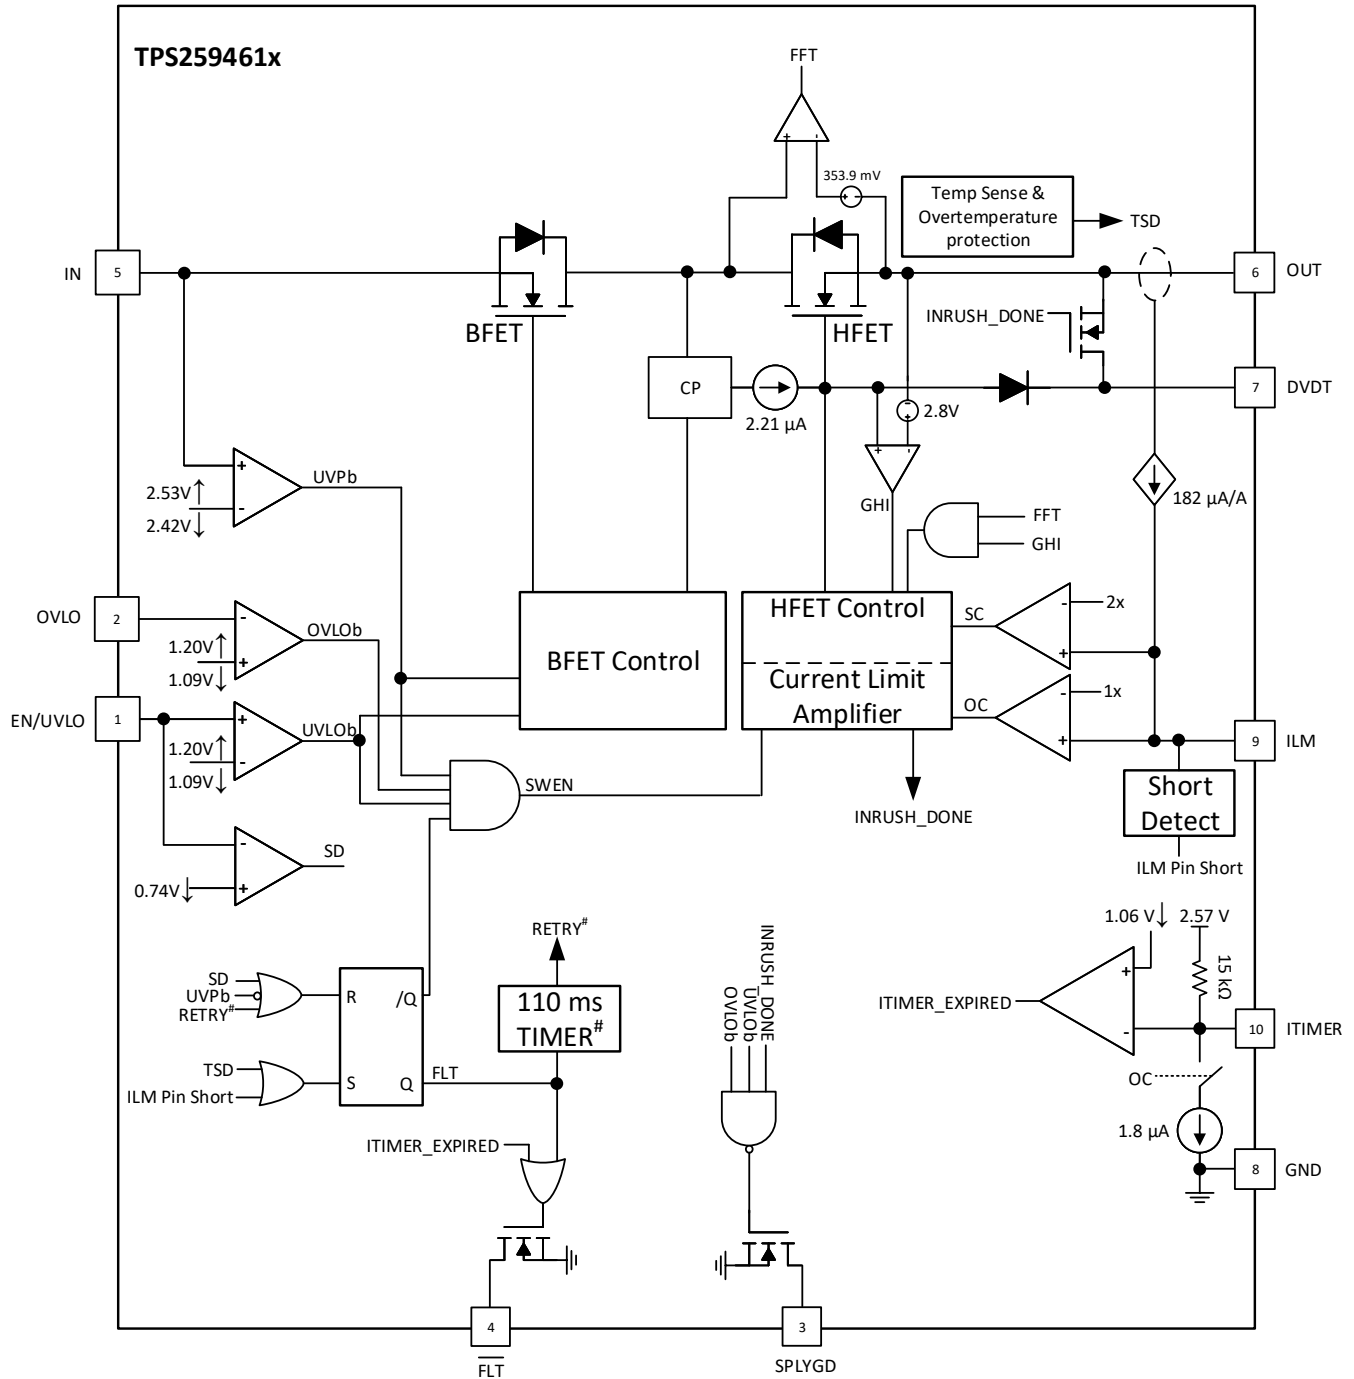 TPS259461x
FFT
353.9 mV
Temp Sense &
Overtemperature
protection
TSD
IN
5
6
OUT
BFET
HFET
INRUSH_DONE
CP
2.21 µA
2.8V
7
DVDT
+
-
UVPb
2.53V↑
2.42V↓
GHI
182 µA/A
FFT
GHI
OVLO
2
OVLOb
1.20V↑
1.09V↓
BFET Control
HFET Control
Current Limit
Amplifier
SC
2x
OC
1x
EN/UVLO
1
UVLOb
1.20V↑
1.09V↓
9
ILM
SWEN
INRUSH_DONE
Short
Detect
ILM Pin Short
SD
0.74V↓
1.06 V↓
2.57 V
15 kΩ
RETRY#
INRUSH_DONE
UVLOb
OVLOb
SD
UVPb
RETRY#
R
/Q
110 ms
TIMER#
ITIMER_EXPIRED
10
ITIMER
TSD
ILM Pin Short
S
Q
FLT
OC
1.8 µA
ITIMER_EXPIRED
8
GND
4
FLT
3
SPLYGD